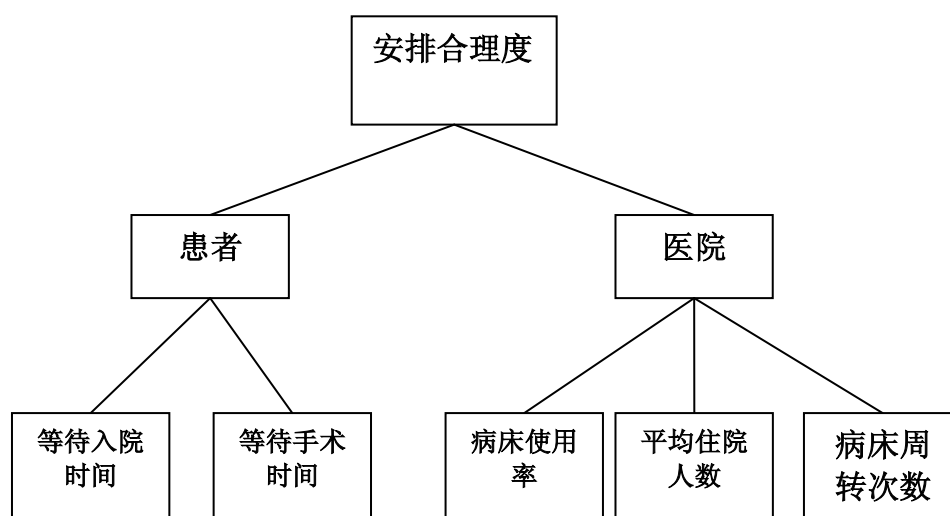 安排合理度
患者
医院
等待入院
时间
等待手术
时间
病床使用
率
平均住院
人数
病床周
转次数